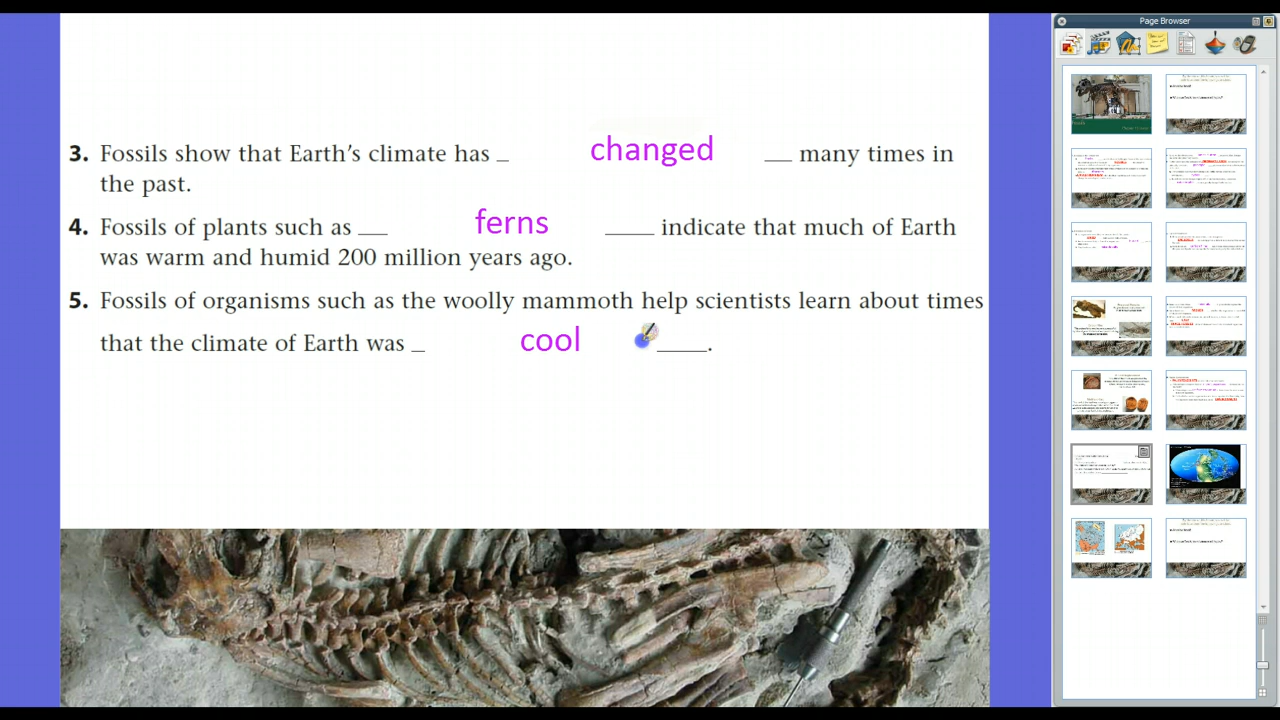 Page Browser
3. Fossils show that Earth's climate has _ changed __ many times in
the past.
4. Fossils of plants such as __ ferns ___ indicate that much of Earth
was warm and humid 200 million years ago.
5. Fossils of organisms such as the woolly mammoth help scientists learn about times
that the climate of Earth was _ cool ___.